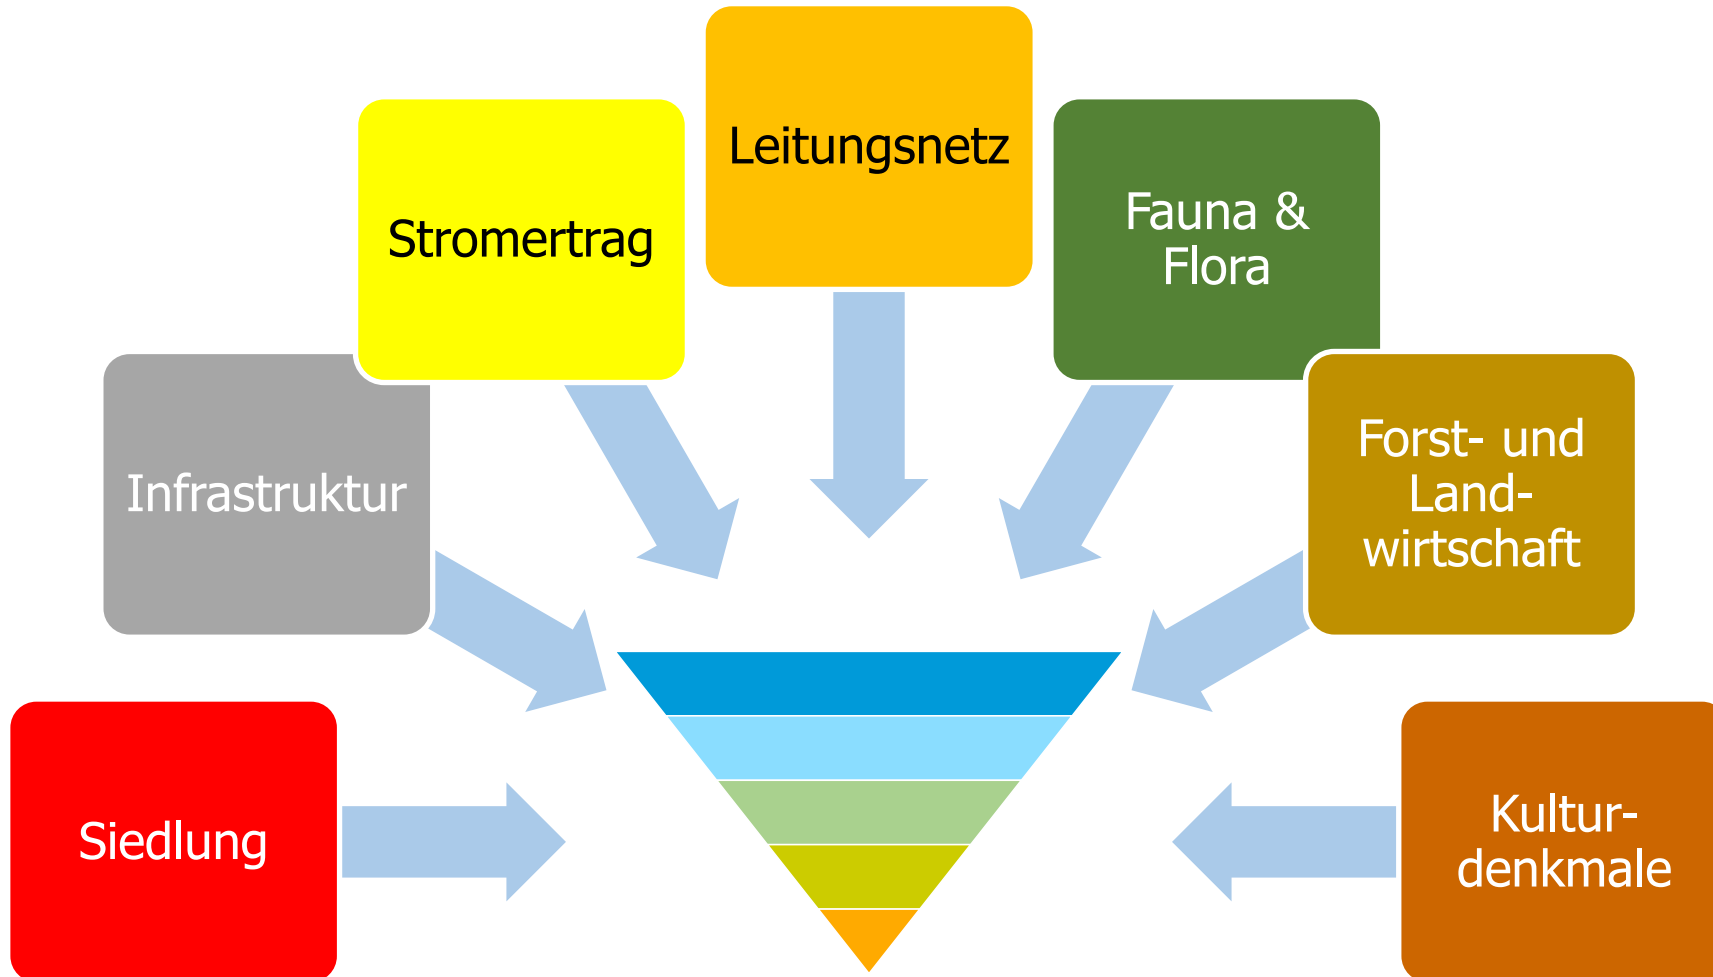 Leitungsnetz
Stromertrag
Fauna &
Flora
Infrastruktur
Forst- und
Land-
wirtschaft
Siedlung
Kultur-
denkmale